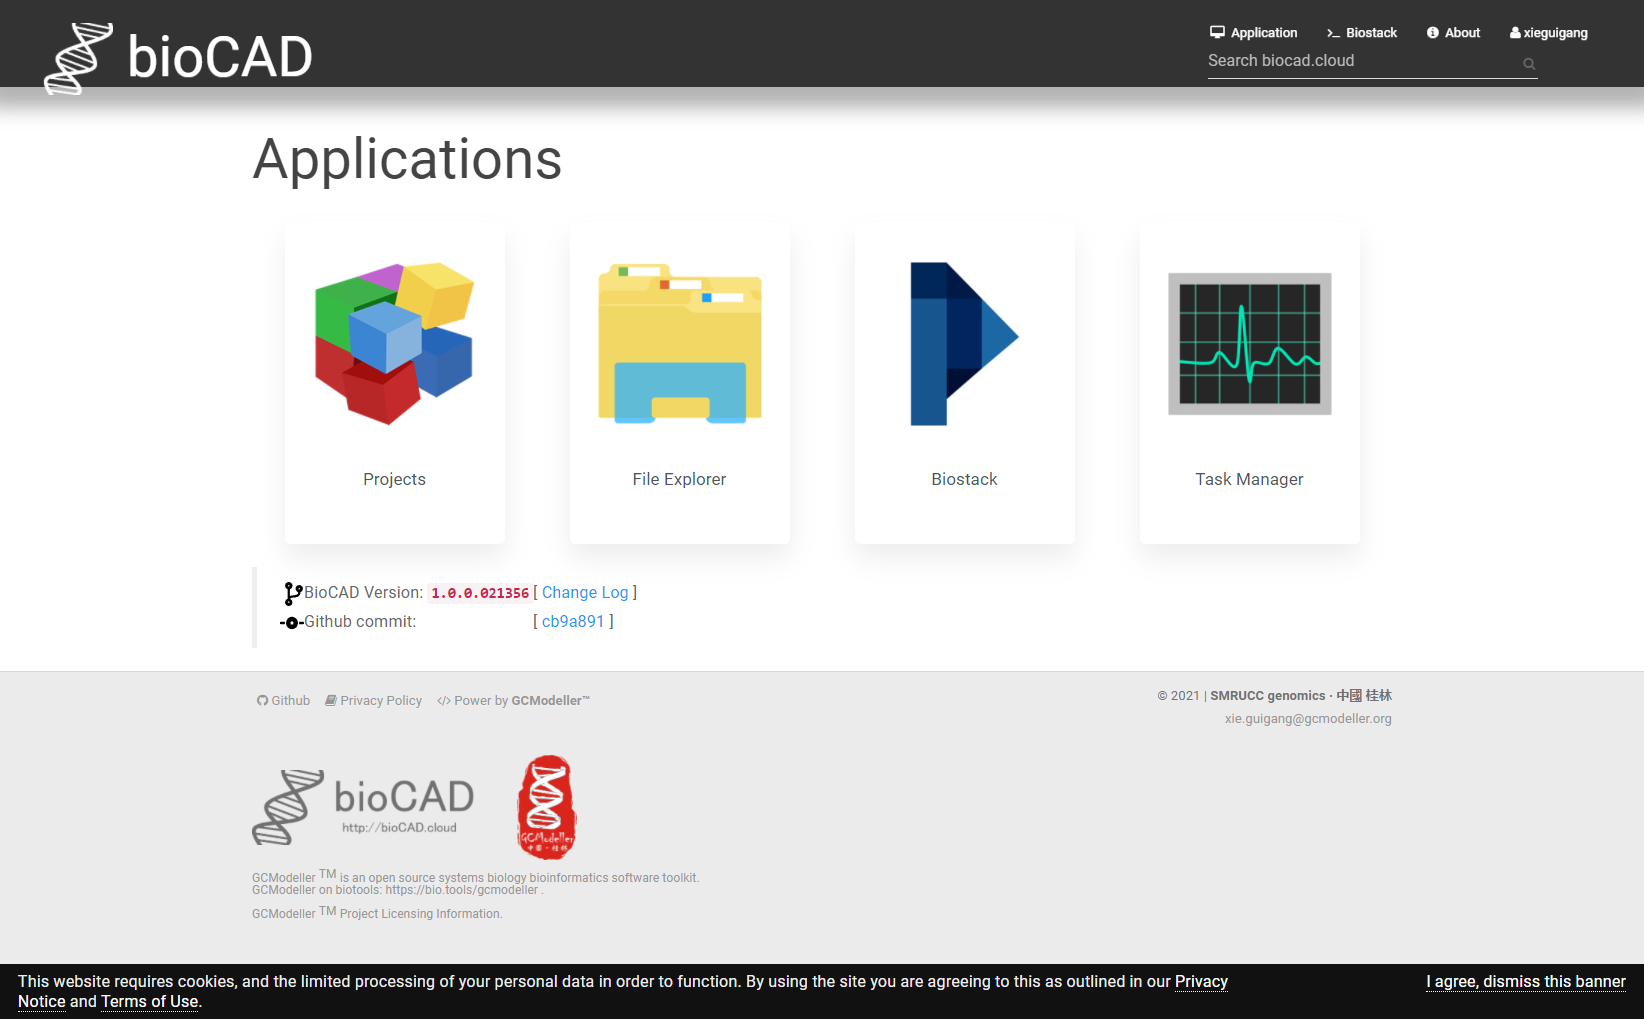 bioCAD
Application
Biostack
About
xieguigang
Search biocad.cloud
Applications
Projects
File Explorer
Biostack
Task Manager
BioCAD Version: 1.0.0.021356 [ Change Log ]
Github commit: [ cb9a891 ]
Github
Privacy Policy
Power by GCModeller™
© 2021 | SMRUCC genomics · 中國 桂林
xie.guigang@gcmodeller.org
bioCAD
http://bioCAD.cloud
GCModeller
中国·桂林
GCModeller TM is an open source systems biology bioinformatics software toolkit.
GCModeller on biotools: https://bio.tools/gcmodeller .
GCModeller TM Project Licensing Information.
This website requires cookies, and the limited processing of your personal data in order to function. By using the site you are agreeing to this as outlined in our Privacy
Notice and Terms of Use.
I agree, dismiss this banner